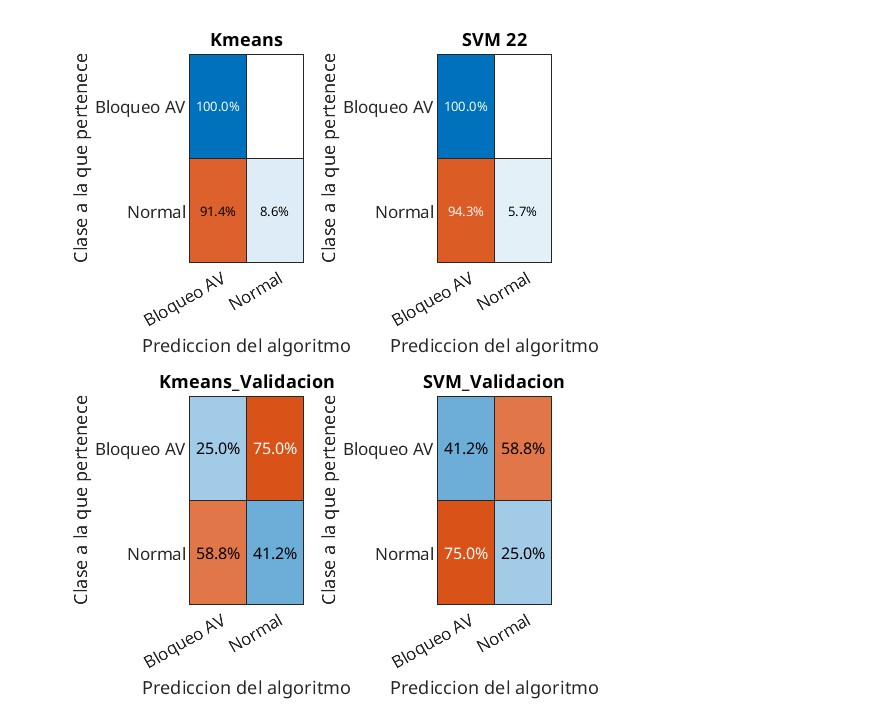 Kmeans
Clase a la que pertenece
Bloqueo AV
100.0%
Normal
91.4%
8.6%
Bloqueo AV
Normal
Prediccion del algoritmo
SVM 22
Clase a la que pertenece
Bloqueo AV
100.0%
Normal
94.3%
5.7%
Bloqueo AV
Normal
Prediccion del algoritmo
Kmeans_Validacion
Clase a la que pertenece
Bloqueo AV
25.0%
75.0%
Normal
58.8%
41.2%
Bloqueo AV
Normal
Prediccion del algoritmo
SVM_Validacion
Clase a la que pertenece
Bloqueo AV
41.2%
58.8%
Normal
75.0%
25.0%
Bloqueo AV
Normal
Prediccion del algoritmo